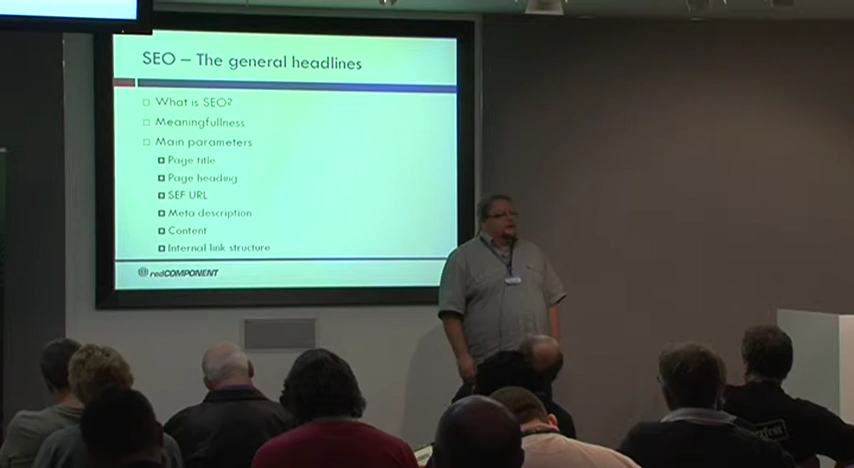 SEO – The general headlines
What is SEO?
Meaningfullness
Main parameters
Page title
Page heading
SEF URL
Meta description
Content
Internal link structure
redCOMPONENT